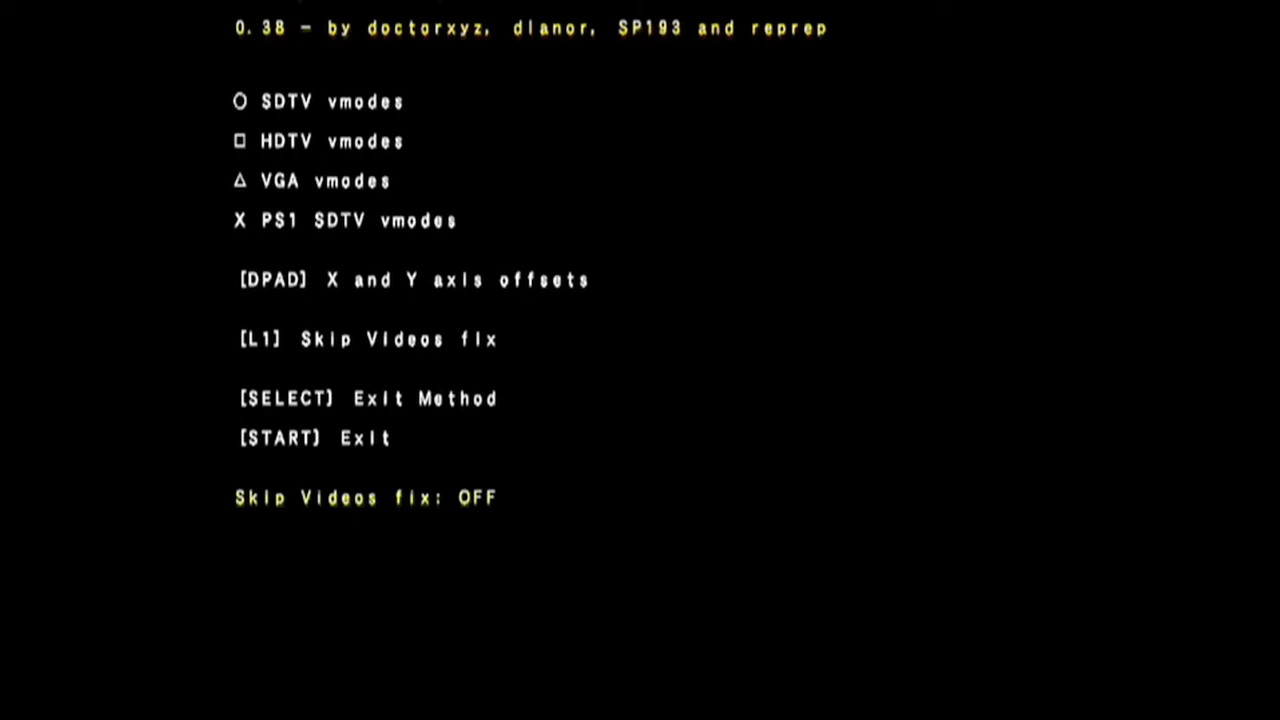 0.38 - by doctorxyz, dlanor, SP193 and reprep
○ SDTV vmodes
□ HDTV vmodes
△ VGA vmodes
X PS1 SDTV vmodes
[DPAD] X and Y axis offsets
[L1] Skip Videos fix
[SELECT] Exit Method
[START] Exit
Skip Videos fix: OFF